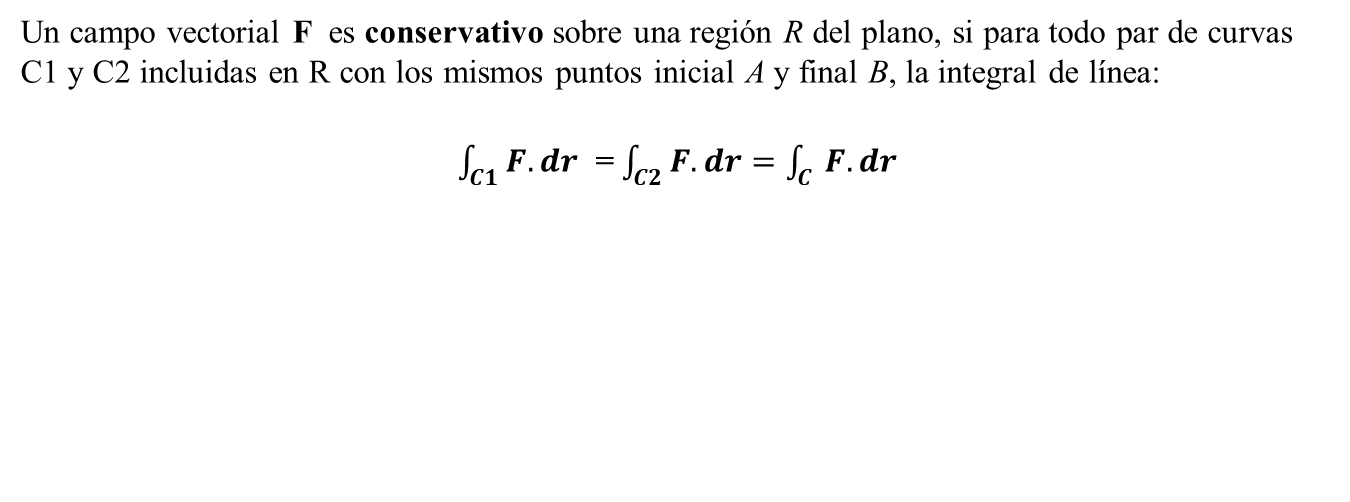 Un campo vectorial F es conservativo sobre una región R del plano, si para todo par de curvas
C1 y C2 incluidas en R con los mismos puntos inicial A y final B, la integral de línea:
∫C1 F.dr = ∫C2 F.dr = ∫C F.dr